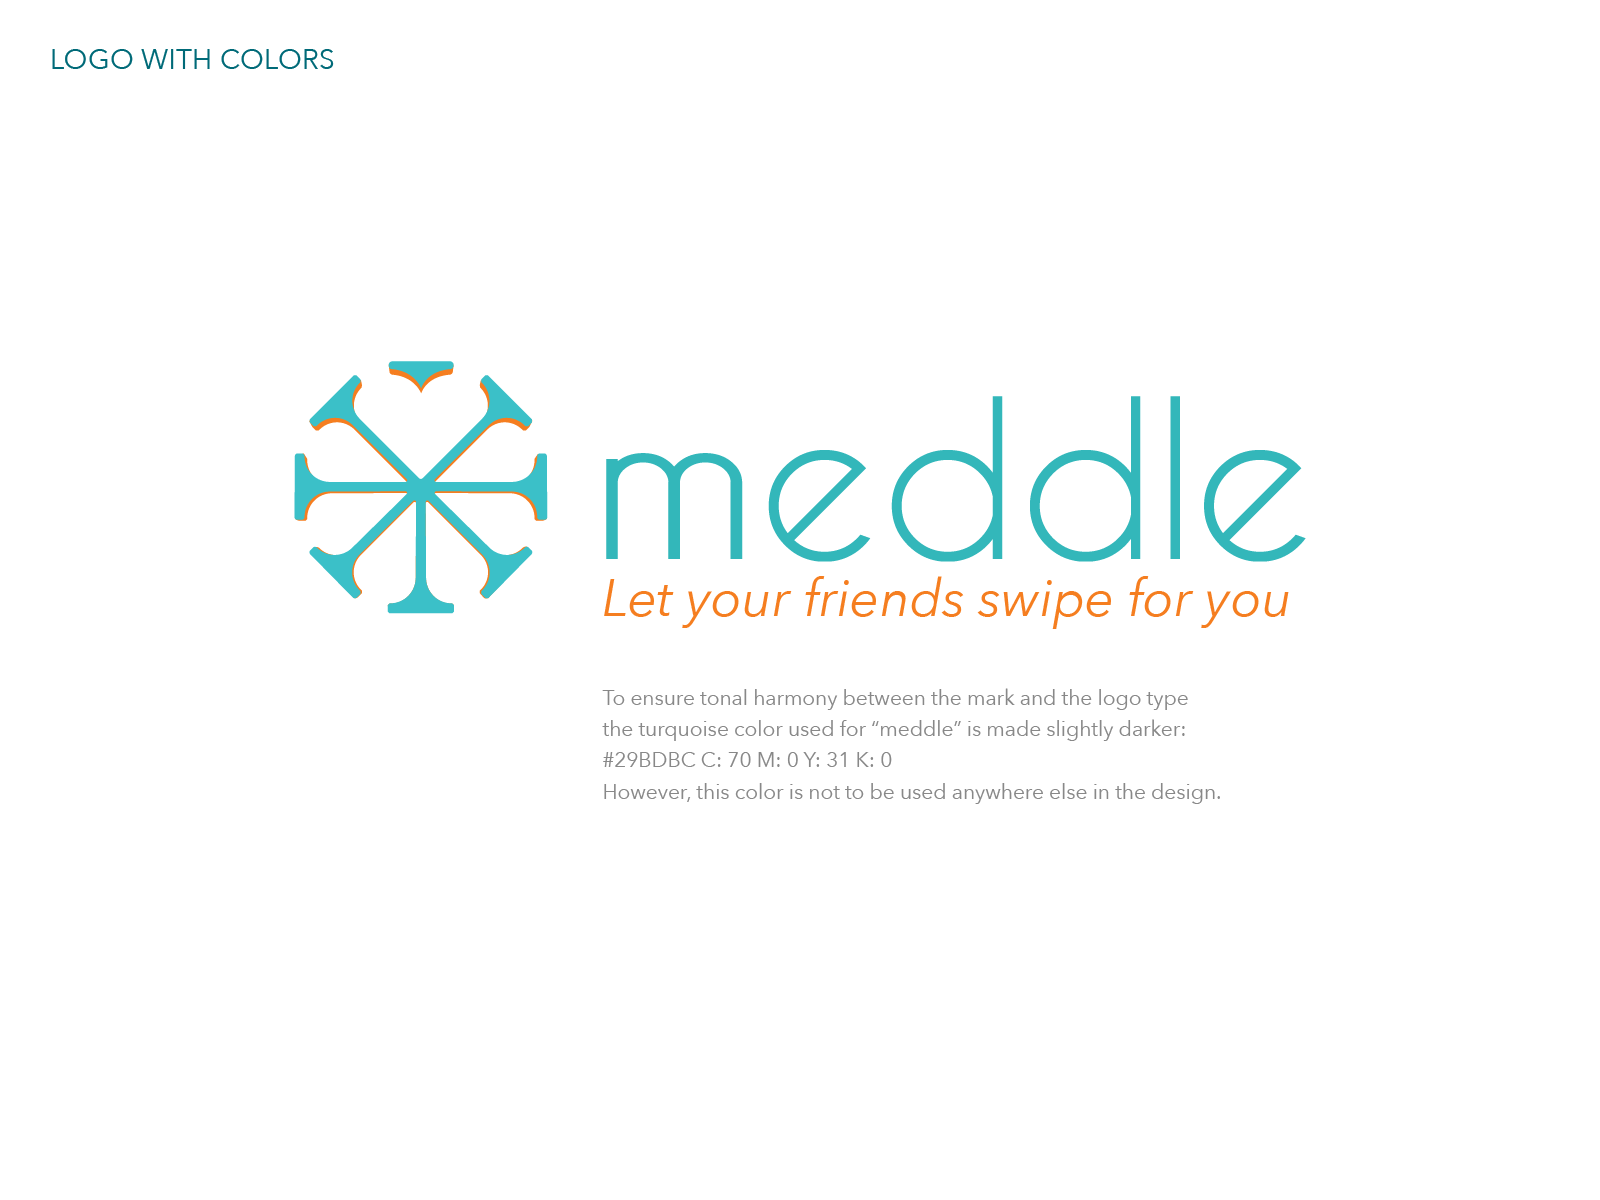 LOGO WITH COLORS
meddle
Let your friends swipe for you
To ensure tonal harmony between the mark and the logo type
the turquoise color used for “meddle” is made slightly darker:
#29BDBC C: 70 M: 0 Y: 31 K: 0
However, this color is not to be used anywhere else in the design.